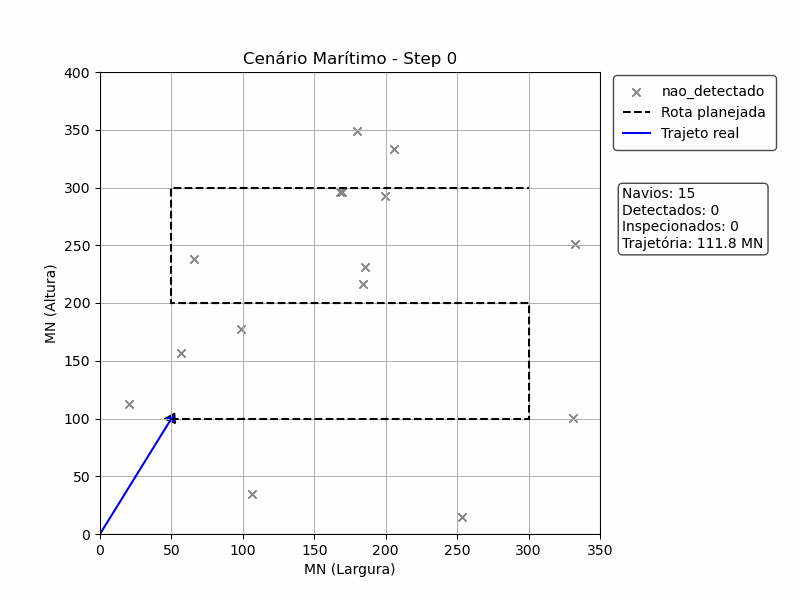 Cenário Marítimo - Step 0
400
350
300
250
200
150
100
50
0
MN (Altura)
0 50 100 150 200 250 300 350
MN (Largura)
nao_detectado
Rota planejada
Trajeto real
Navios: 15
Detectados: 0
Inspecionados: 0
Trajetória: 111.8 MN